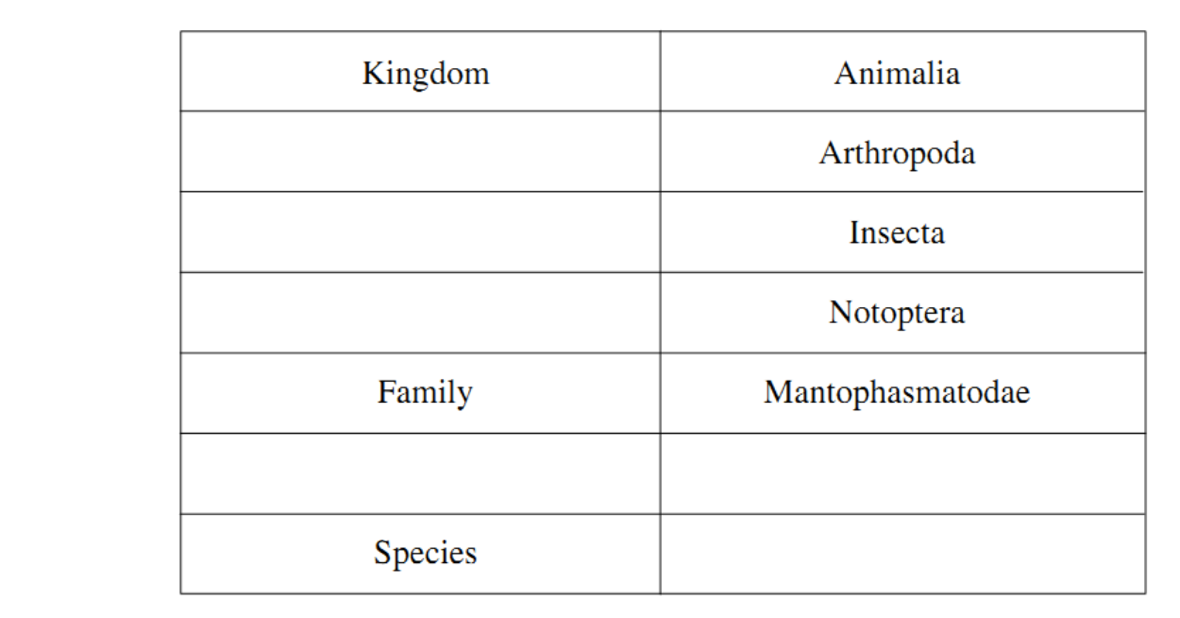 Kingdom Animalia
Arthropoda
Insecta
Notoptera
Family Mantophasmatodae
Species